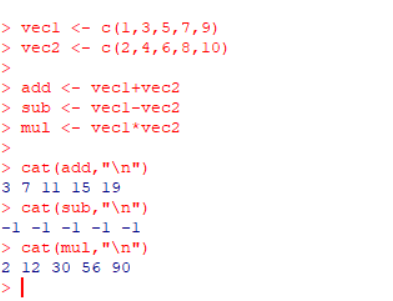 > vec1 <- c(1,3,5,7,9)
> vec2 <- c(2,4,6,8,10)
>
> add <- vec1+vec2
> sub <- vec1-vec2
> mul <- vec1*vec2
>
> cat(add,"\n")
3 7 11 15 19
> cat(sub,"\n")
-1 -1 -1 -1 -1
> cat(mul,"\n")
2 12 30 56 90
>